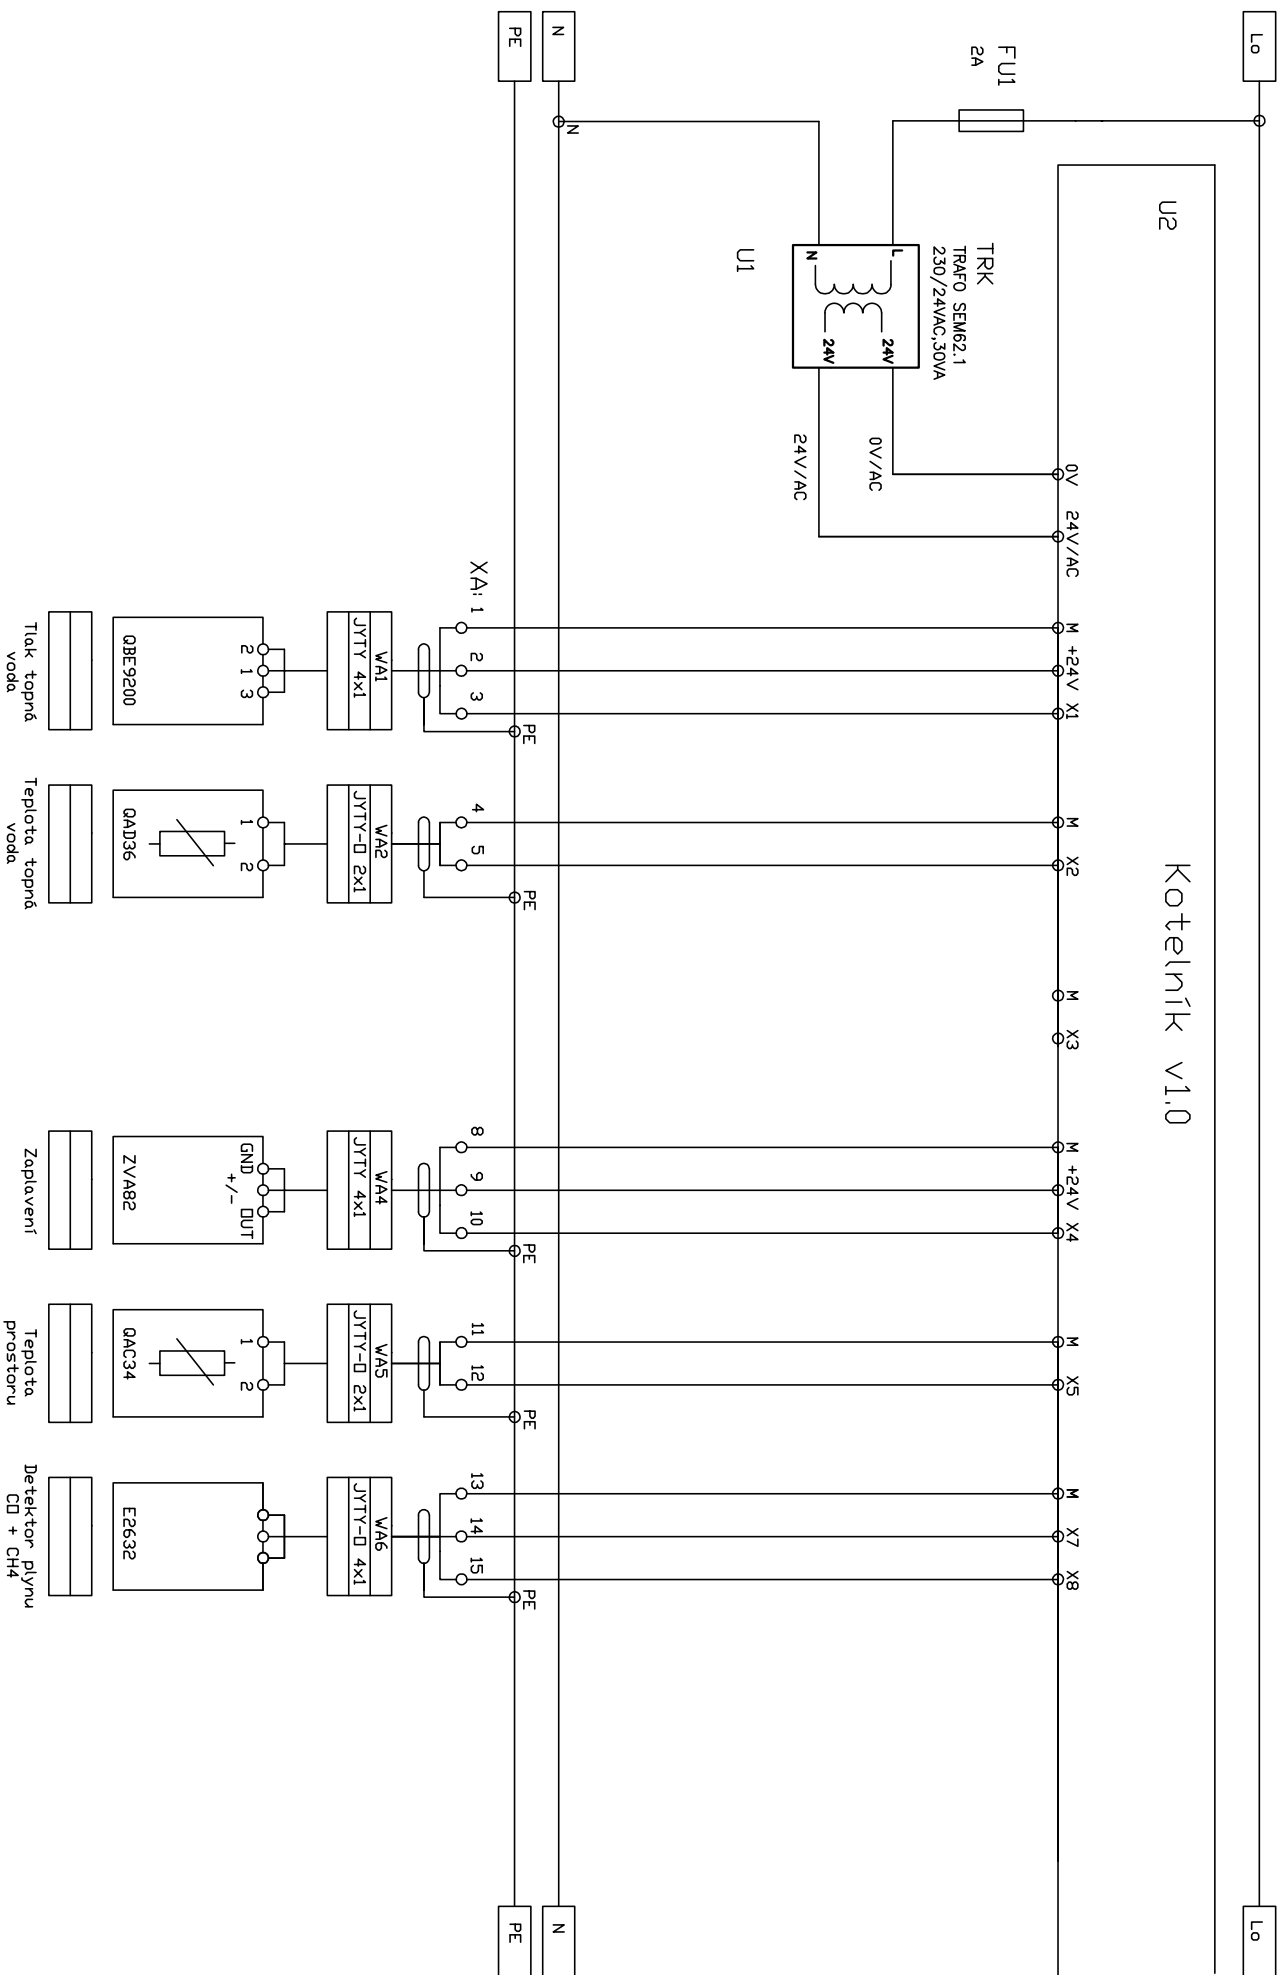 Lo
Lo
FU1
2A
U2
Kotelník v1.0
TRK
TRAFO SEM62.1
230/24VAC,30VA
L
N
24V
24V
U1
0V/AC
24V/AC
0V
24V/AC
M
+24V
X1
M
X2
M
X3
M
+24V
X4
M
X5
M
X7
X8
N
N
N
PE
PE
PE
PE
PE
PE
PE
XA:
1
2
3
4
5
8
9
10
11
12
13
14
15
WA1
JYTY 4x1
WA2
JYTY-O 2x1
WA4
JYTY 4x1
WA5
JYTY-O 2x1
WA6
JYTY-O 4x1
2
1
3
QBE9200
1
2
QAD36
GND
+/-
OUT
ZVA82
1
2
QAC34
E2632
Tlak topná
voda
Teplota topná
voda
Zaplavení
Teplota
prostoru
Detektor plynu
CO + CH4